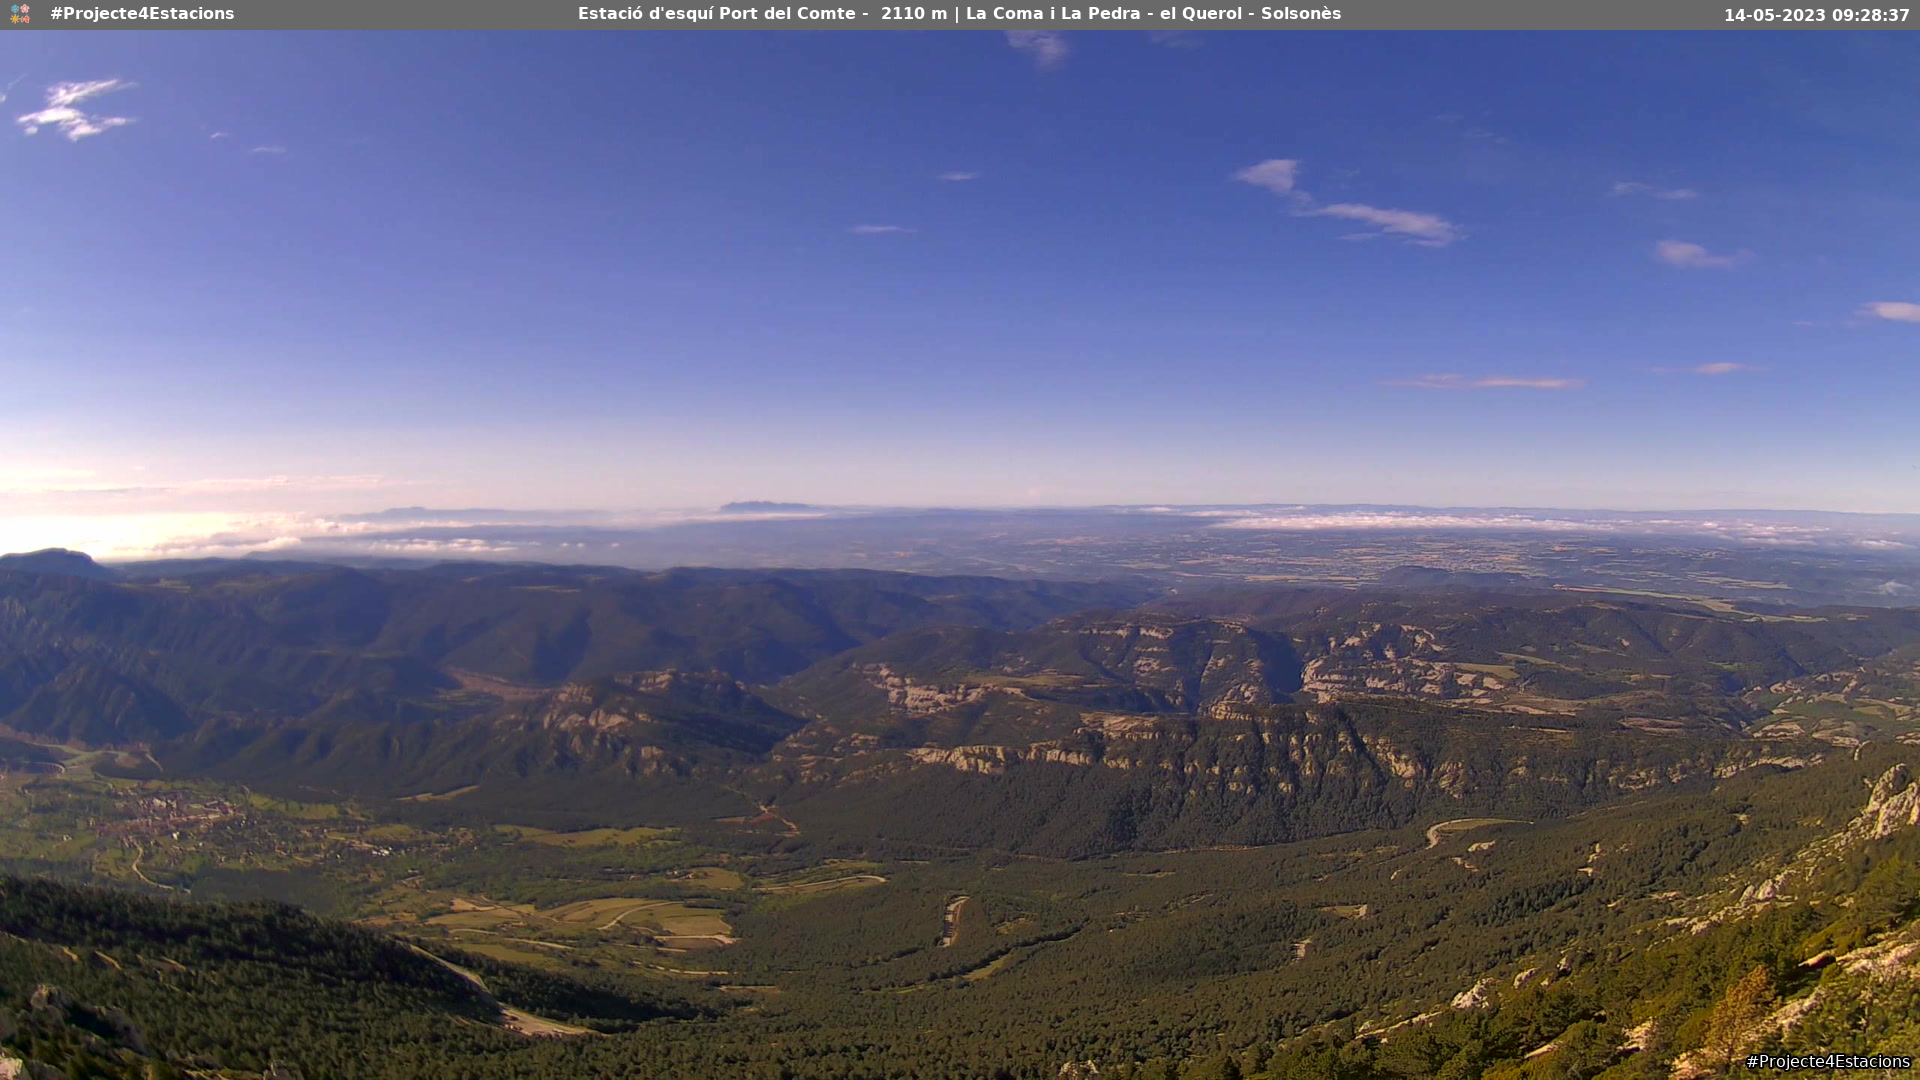 #Projecte4Estacions
Estació d'esquí Port del Comte -  2110 m | La Coma i La Pedra - el Querol - Solsonès
14-05-2023 09:28:37
#Projecte4Estacions